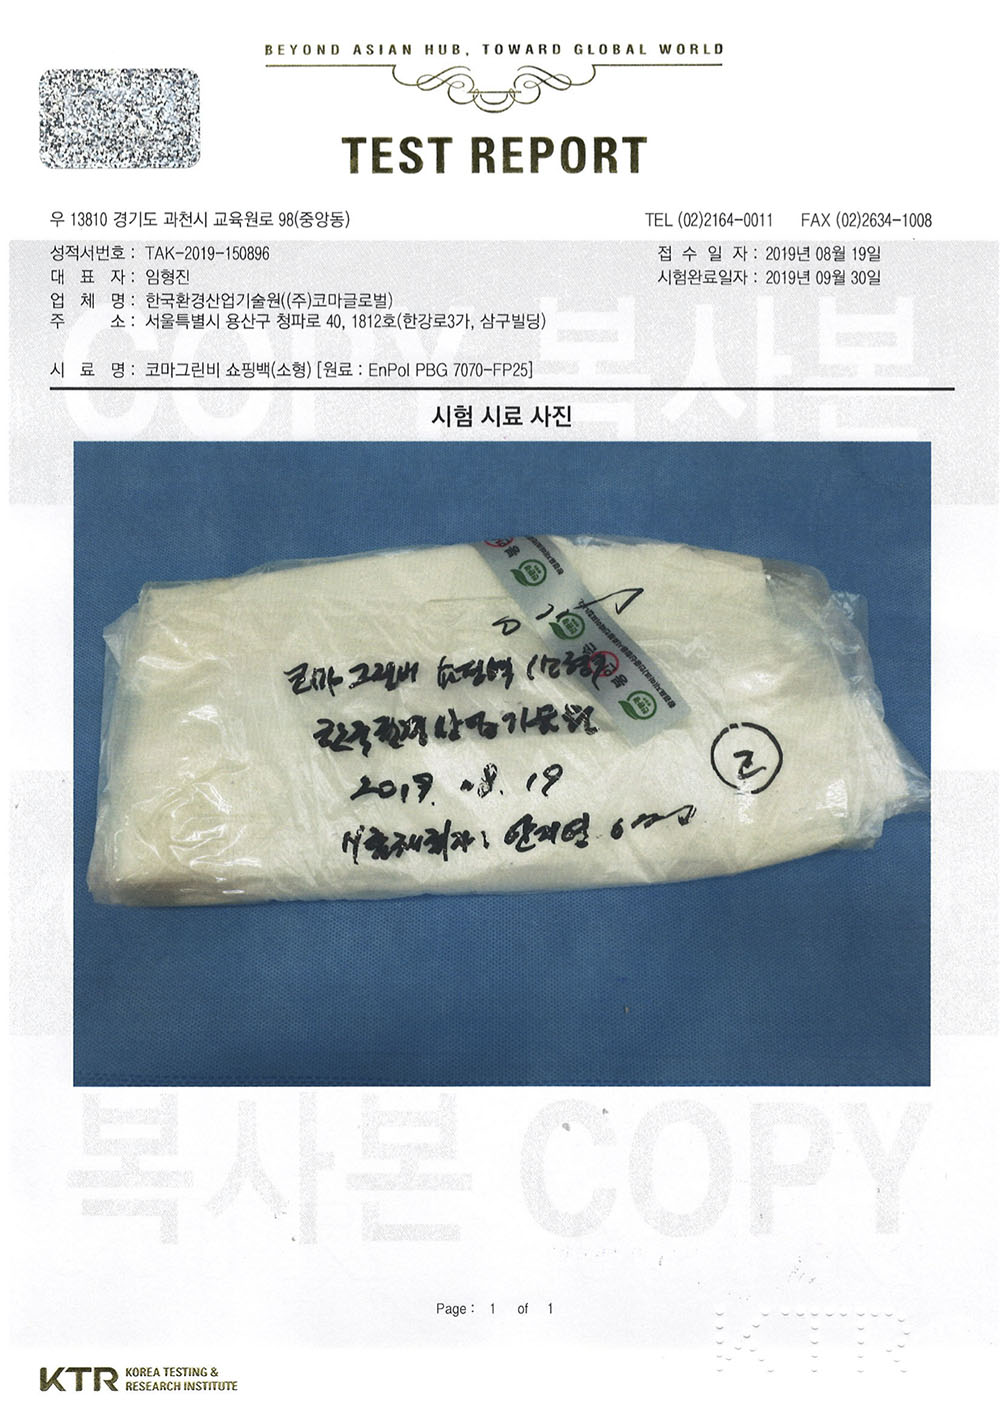 BEYOND ASIAN HUB, TOWARD GLOBAL WORLD
TEST REPORT
우 13810 경기도 과천시 교육원로 98(중앙동) TEL (02)2164-0011 FAX (02)2634-1008
성적서번호 : TAK-2019-150896 접 수 일 자 : 2019년 08월 19일
대 표 자 : 임형진 시험완료일자 : 2019년 09월 30일
업 체 명 : 한국환경산업기술원((주)코마글로벌)
주 소 : 서울특별시 용산구 청파로 40, 1812호(한강로3가, 삼구빌딩)
시 료 명 : 코마그린비 쇼핑백(소형) [원료 : EnPol PBG 7070-FP25]
COPY 복사본
시험 시료 사진
코마그린비 쇼핑백 (소형)
한국환경산업기술원
2019. 8. 19
시료채취자 : 안지영
복사본 COPY
Page : 1 of 1
KTR
KTR KOREA TESTING &
RESEARCH INSTITUTE